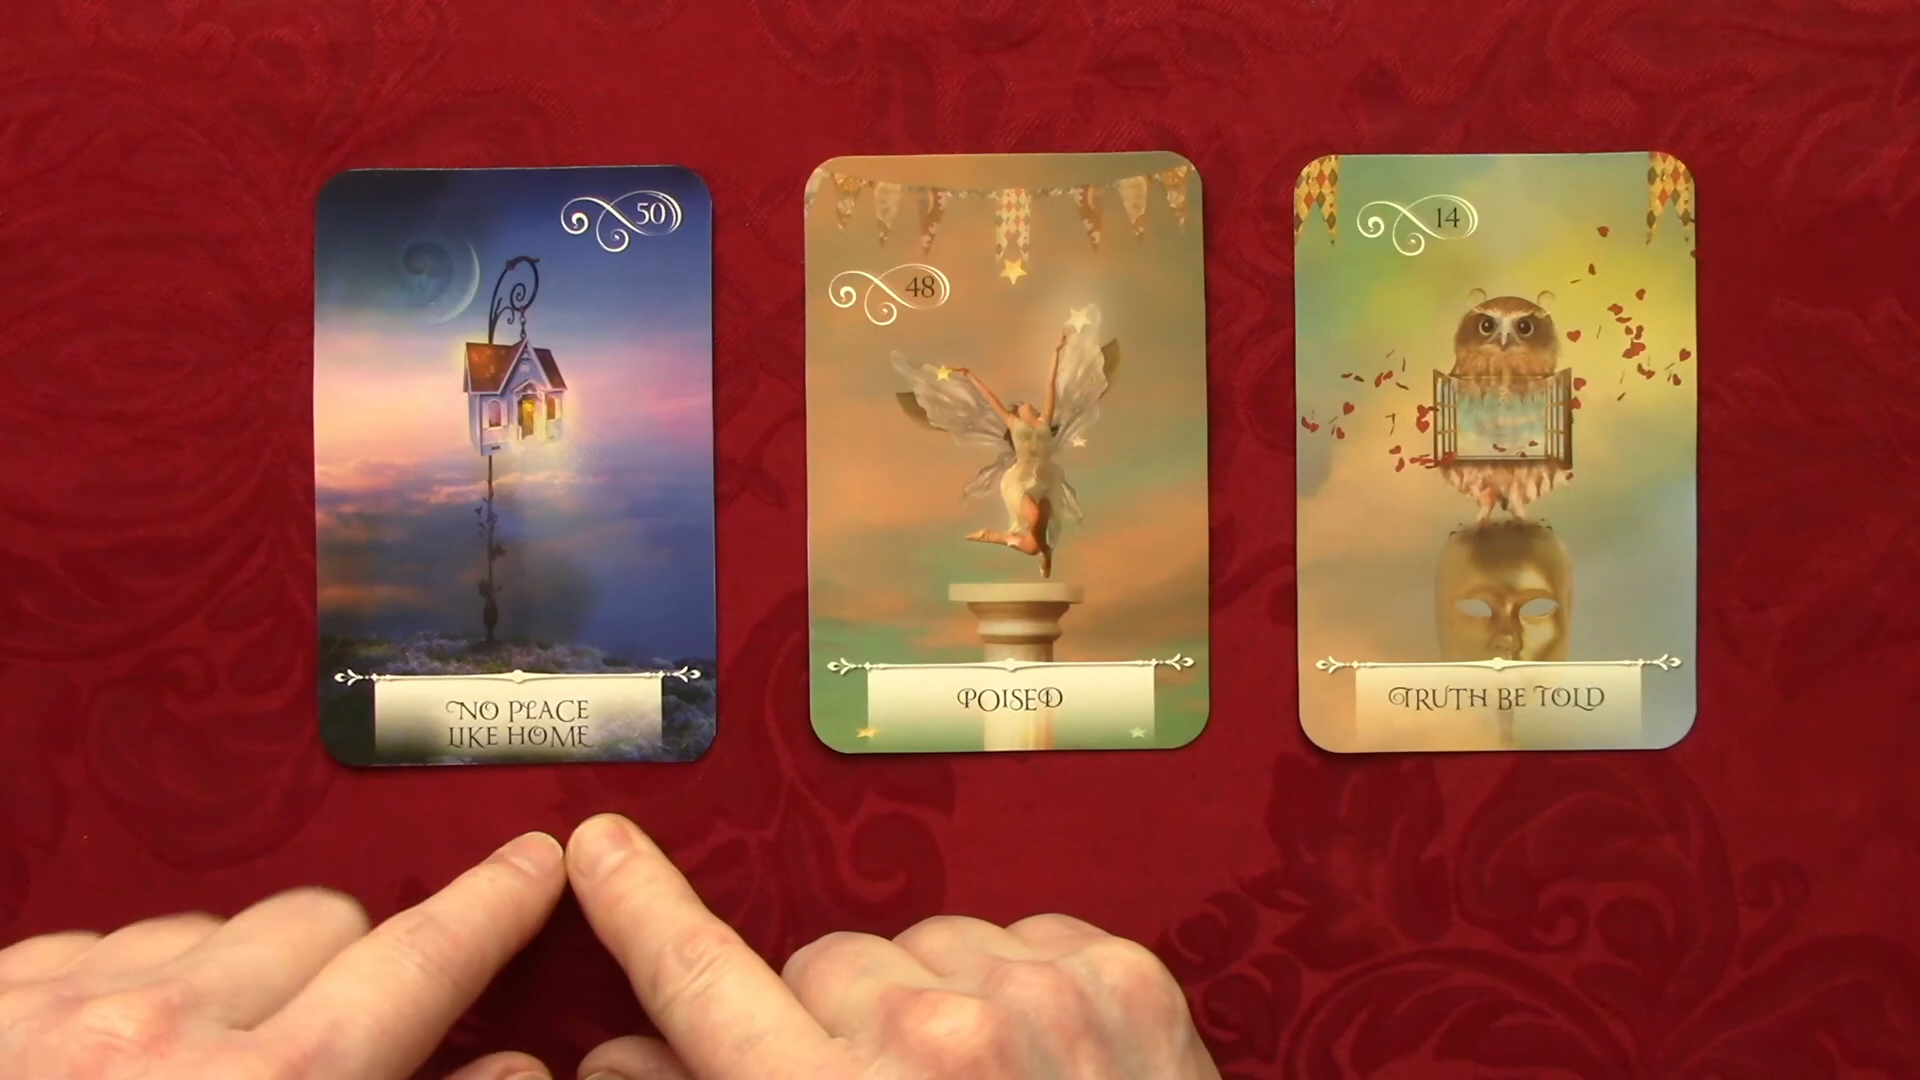 50
NO PLACE
LIKE HOME
48
POISED
14
TRUTH BE TOLD